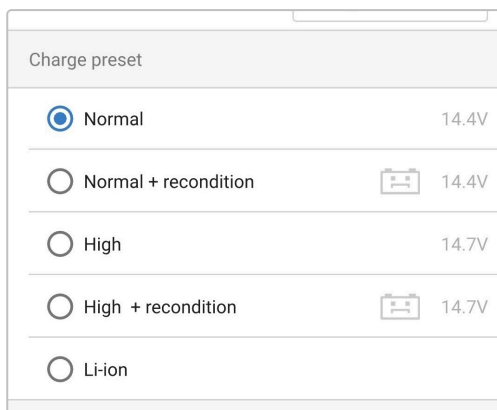 Charge preset
Normal 14.4V
Normal + recondition 14.4V
High 14.7V
High + recondition 14.7V
Li-ion